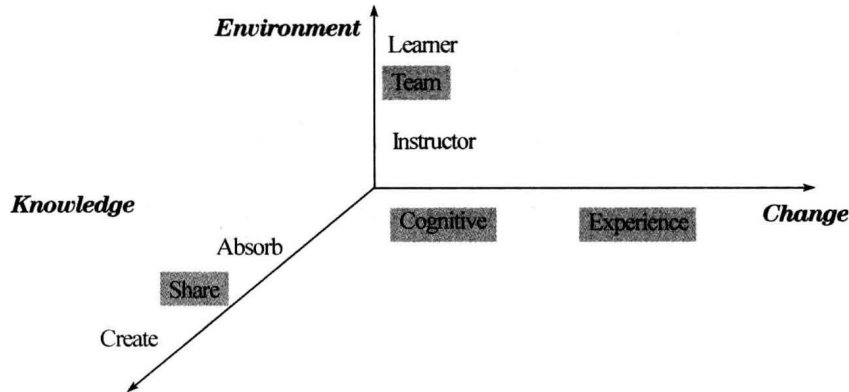 Environment
Learner
Team
Instructor
Knowledge
Cognitive
Experience
Change
Absorb
Share
Create